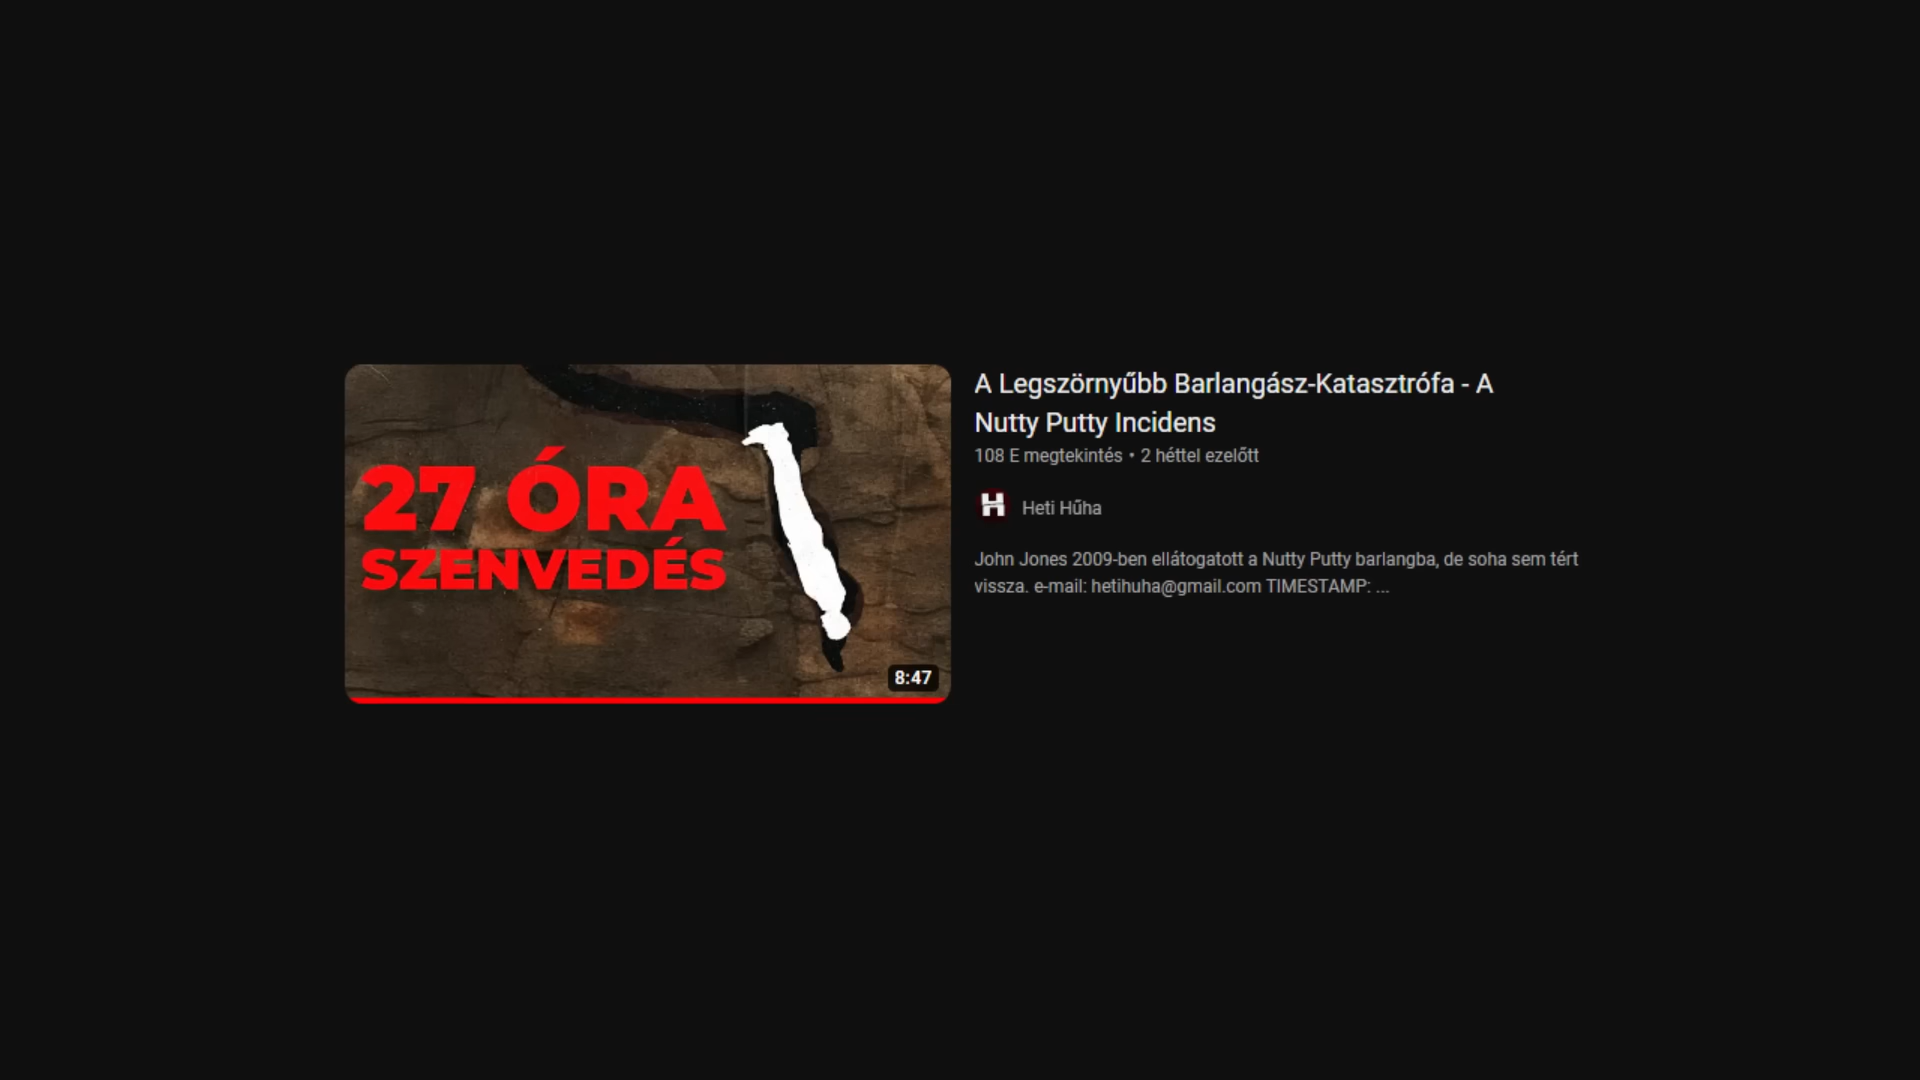 27 ÓRA
SZENVEDÉS
8:47
A Legszörnyűbb Barlangász-Katasztrófa - A
Nutty Putty Incidens
108 E megtekintés • 2 héttel ezelőtt
H
Heti Hűha
John Jones 2009-ben ellátogatott a Nutty Putty barlangba, de soha sem tért
vissza. e-mail: hetihuha@gmail.com TIMESTAMP: ...